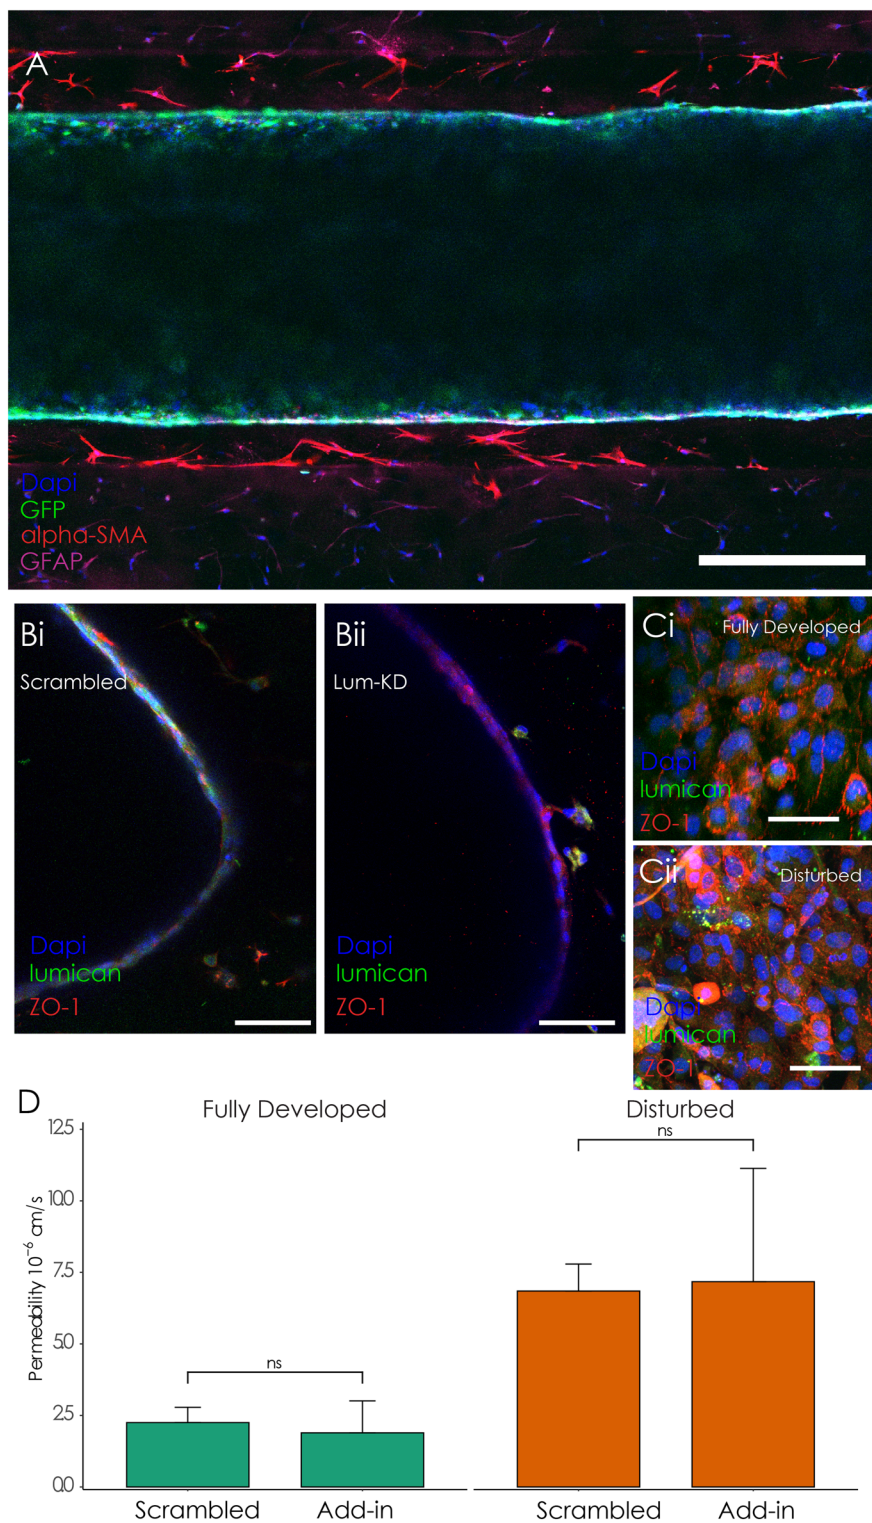 A
Dapi
GFP
alpha-SMA
GFAP
Bi
Scrambled
Dapi
lumican
ZO-1
Bii
Lum-KD
Dapi
lumican
ZO-1
Ci
Fully Developed
Dapi
lumican
ZO-1
Cii
Disturbed
Dapi
lumican
ZO-1
D
Fully Developed
Disturbed
Permeability 10⁻⁶ cm/s
12.5
10.0
7.5
5.0
2.5
0.0
ns
ns
Scrambled
Add-in
Scrambled
Add-in